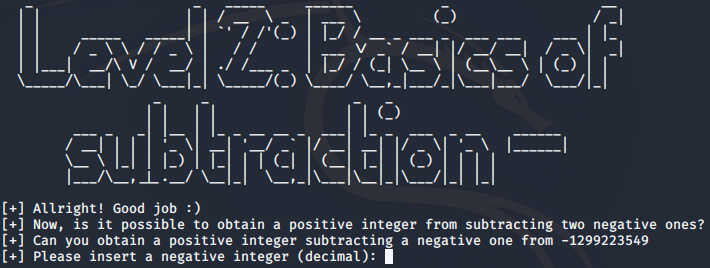 Level 2: Basics of
subtraction -
[+] Allright! Good job :)
[+] Now, is it possible to obtain a positive integer from subtracting two negative ones?
[+] Can you obtain a positive integer subtracting a negative one from -1299223549
[+] Please insert a negative integer (decimal):